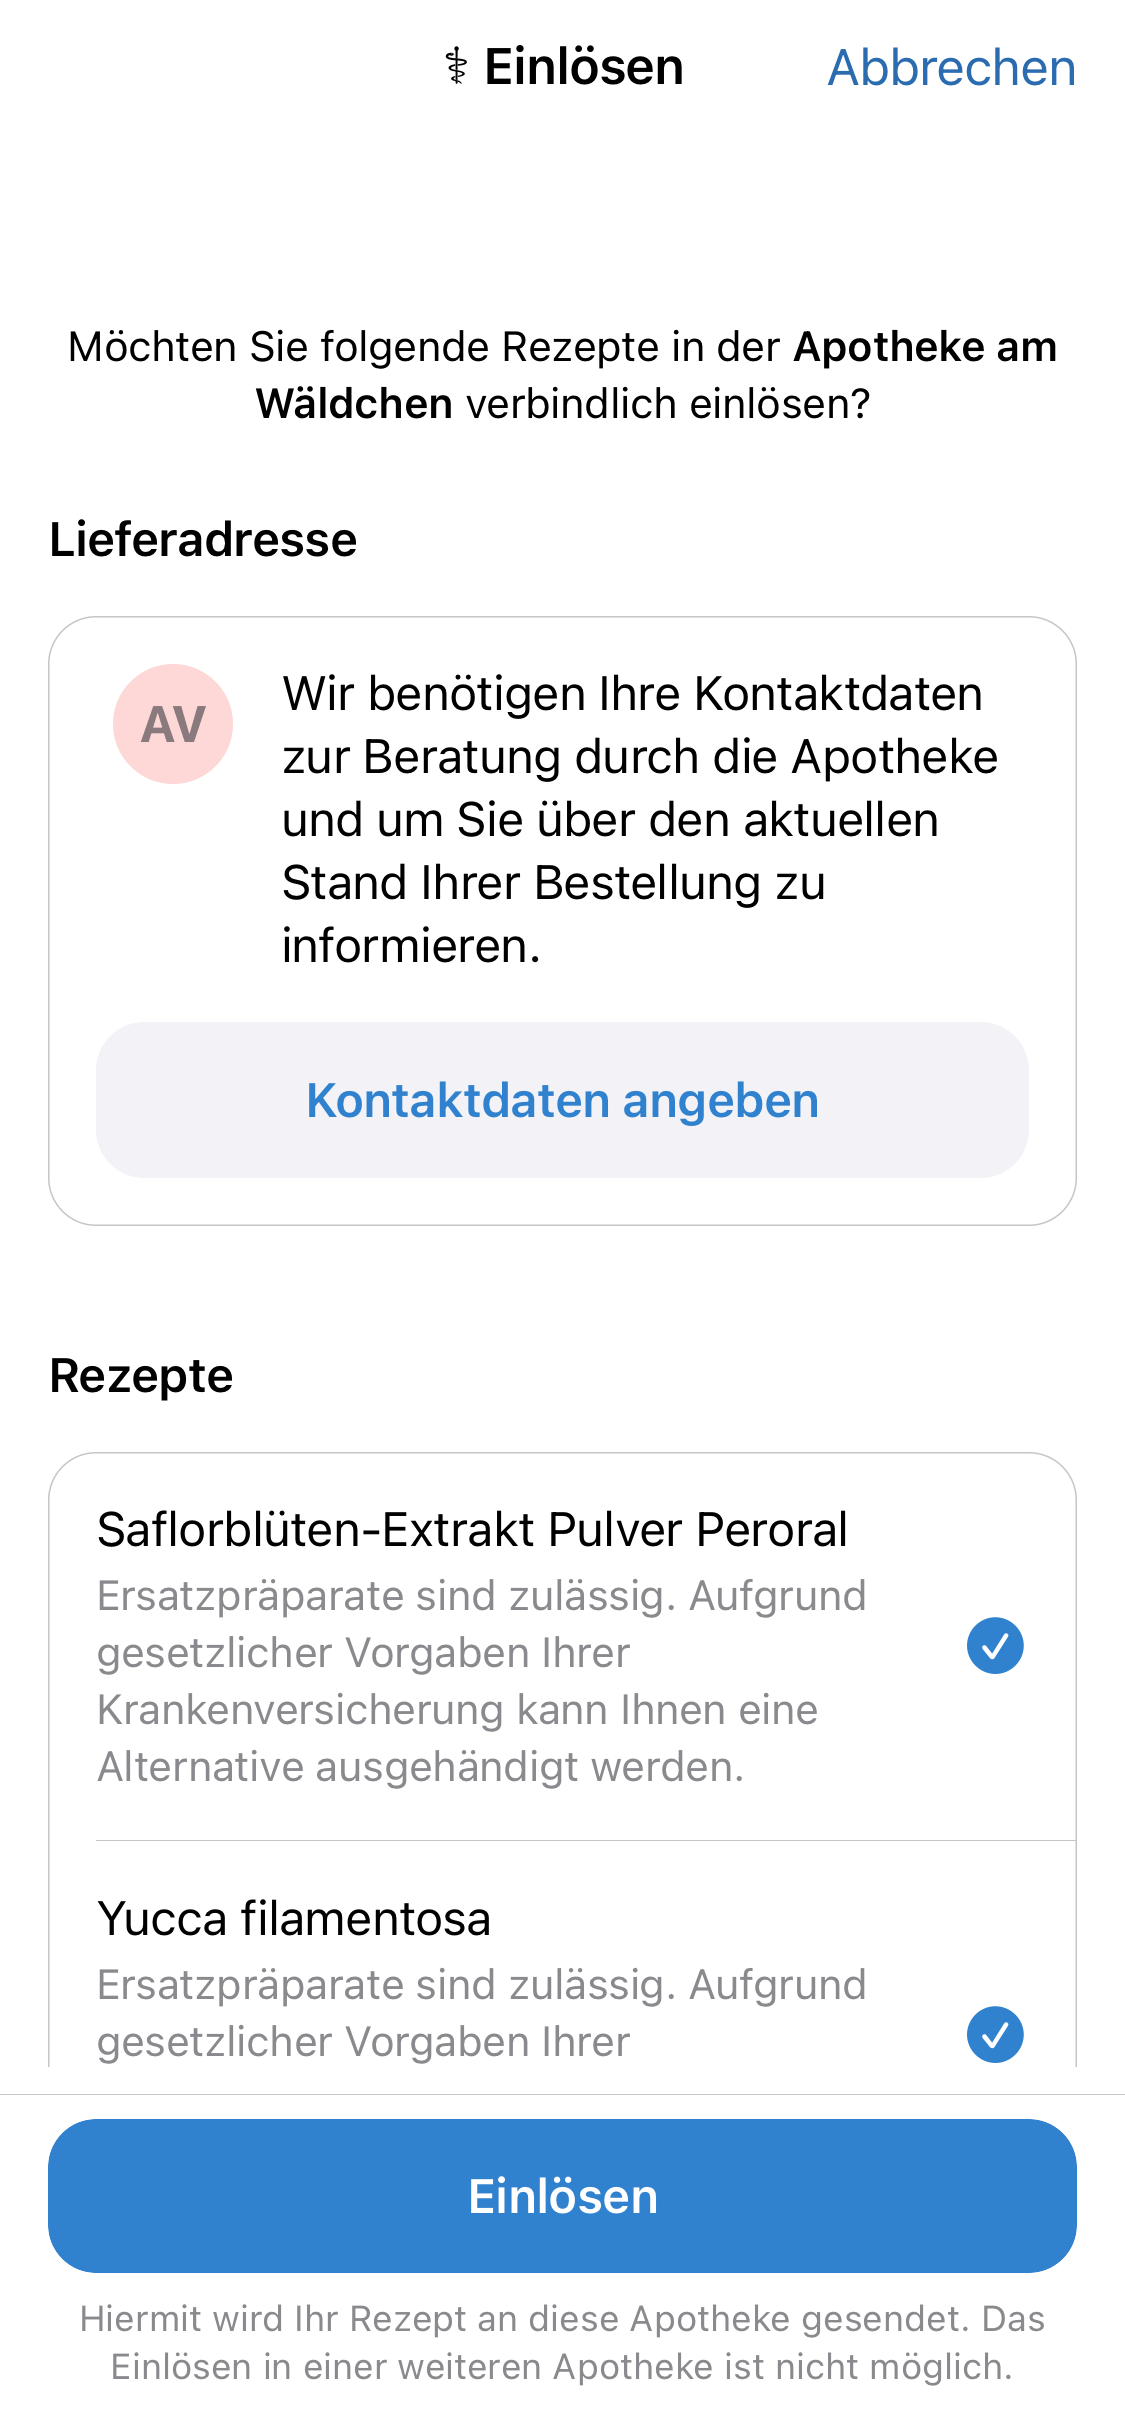 ⚕ Einlösen
Abbrechen
Möchten Sie folgende Rezepte in der Apotheke am
Wäldchen verbindlich einlösen?
Lieferadresse
AV
Wir benötigen Ihre Kontaktdaten
zur Beratung durch die Apotheke
und um Sie über den aktuellen
Stand Ihrer Bestellung zu
informieren.
Kontaktdaten angeben
Rezepte
Saflorblüten-Extrakt Pulver Peroral
Ersatzpräparate sind zulässig. Aufgrund
gesetzlicher Vorgaben Ihrer
Krankenversicherung kann Ihnen eine
Alternative ausgehändigt werden.
Yucca filamentosa
Ersatzpräparate sind zulässig. Aufgrund
gesetzlicher Vorgaben Ihrer
Einlösen
Hiermit wird Ihr Rezept an diese Apotheke gesendet. Das
Einlösen in einer weiteren Apotheke ist nicht möglich.